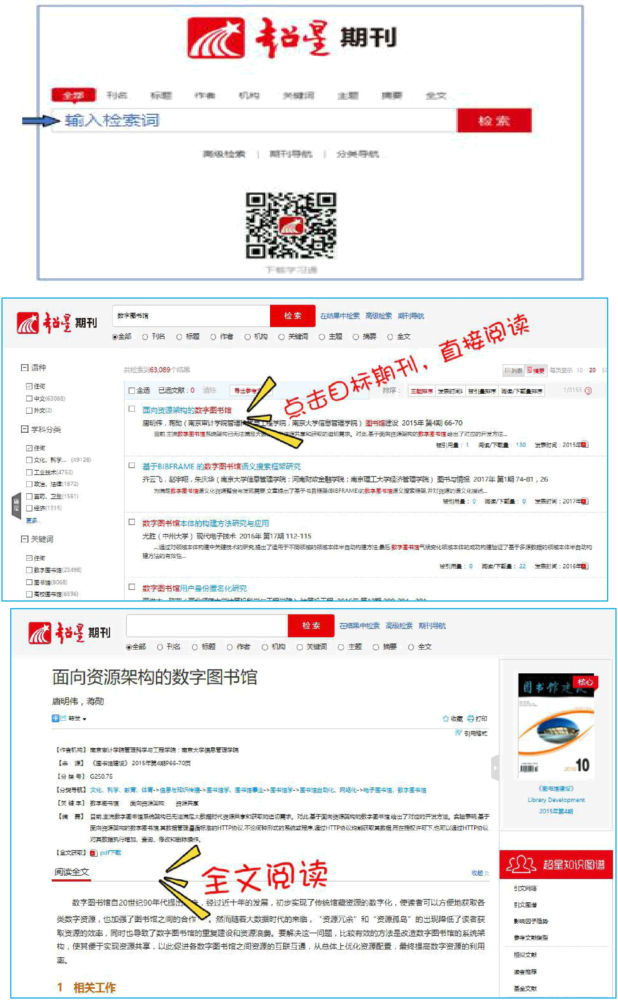 超星 期刊
全部 刊名 标题 作者 机构 关键词 主题 摘要 全文
输入检索词 检 索
高级检索 | 期刊导航 | 分类导航
下载学习通
超星 期刊
数字图书馆 检 索 在结果中检索 高级检索 期刊导航
全部 刊名 标题 作者 机构 关键词 主题 摘要 全文
点击目标期刊，直接阅读
语种
任何
中文(63088)
外文(2)
学科分类
任何
文化、科学... (49128)
工业技术(4763)
政治、法律(1872)
医药、卫生(1561)
经济(1315)
更多...
确定
关键词
任何
数字图书馆(23498)
图书馆(8068)
高校图书馆(6596)
共检索到63,089个结果 列表 摘要 每页显示 10 20
全选 已选文献：0 清除 导出参考 排序： 主题排序 发表时间 被引量排序 阅读/下载量排序 1/3155
面向资源架构的数字图书馆
唐明伟，蒋勋（南京审计学院管理科学与工程学院；南京大学信息管理学院）图书馆建设 2015年 第4期 66-70
目前,主流数字图书馆系统架构已无法满足大数 资源共享和获取的迫切需求。对此,基于面向资源架构的数字图书馆,给出了对应的开发方法...
被引用量： 1 阅读/下载量： 130 发表时间：2015年
基于BIBFRAME 的数字图书馆语义搜索框架研究
齐云飞，赵宇翔，朱庆华（南京大学信息管理学院；河南财政金融学院；南京理工大学经济管理学院）图书与情报 2017年 第1期 74-81，26
为满足数字图书馆语义化资源整合与发现需要,文章提出了基于书目框架(BIBFRAME)的数字图书馆语义搜索框架,并对资源的语义化描述...
被引用量： 0 阅读/下载量： 0 发表时间：2017年
数字图书馆本体的构建方法研究与应用
尤胜（中州大学）现代电子技术 2016年 第17期 112-115
...,通过对领域本体构建中关键技术的研究,提出了适用于不同领域的领域本体半自动构建方法;最后,数字图书馆气候变化领域本体的成功构建验证了基于多源数据的领域本体半自动构
建方法的有效性...
被引用量： 0 阅读/下载量： 22 发表时间：2016年
数字图书馆用户身份匿名化研究
超星 期刊
检 索 在结果中检索 高级检索 期刊导航
全部 刊名 标题 作者 机构 关键词 主题 摘要 全文
面向资源架构的数字图书馆
唐明伟，蒋勋
转发 收藏 打印
引用格式
【作者机构】 南京审计学院管理科学与工程学院；南京大学信息管理学院
【来 源】 《图书馆建设》 2015年第4期P66-70页
【分 类 号】 G250.76
【分类导航】 文化、科学、教育、体育->信息与知识传播->图书馆学、图书馆事业->图书馆学->图书馆自动化、网络化->电子图书馆、数字图书馆
【关 键 字】 数字图书馆 面向资源架构 资源共享
【摘 要】 目前,主流数字图书馆系统架构已无法满足大数据时代资源共享和获取的迫切需求。对此,基于面向资源架构的数字图书馆,给出了对应的开发方法。实验表明,基于
面向资源架构的数字图书馆,其数据管理遵循标准的HTTP协议,不论何种形式的系统或程序,通过HTTP协议均能获取其数据,而在授权许可下,也可以通过HTTP协议
对其数据执行增加、查询、修改和删除操作。
【全文获取】 pdf下载
阅读全文 全文阅读 收起
数字图书馆自20世纪90年代提出 来，经过近十年的发展，初步实现了传统馆藏资源的数字化，使读者可以方便地获取各
类数字资源，也加强了图书馆之间的合作 。然而随着大数据时代的来临，“资源冗余”和“资源孤岛”的出现降低了读者获
取资源的效率，同时也导致了数字图书馆的重复建设和资源浪费。要解决这一问题，比较有效的方法是改造数字图书馆的系统架
构，使其便于实现资源共享，以此促进各数字图书馆之间资源的互联互通，从总体上优化资源配置，最终提高数字资源的利用
率。
1 相关工作
图书馆建设 核心
2016 10
《图书馆建设》
Library Development
2015年第4期
超星知识图谱
引文网络
引文图谱
影响因子趋势
参考文献类型
相似文献
读者推荐
基金文献